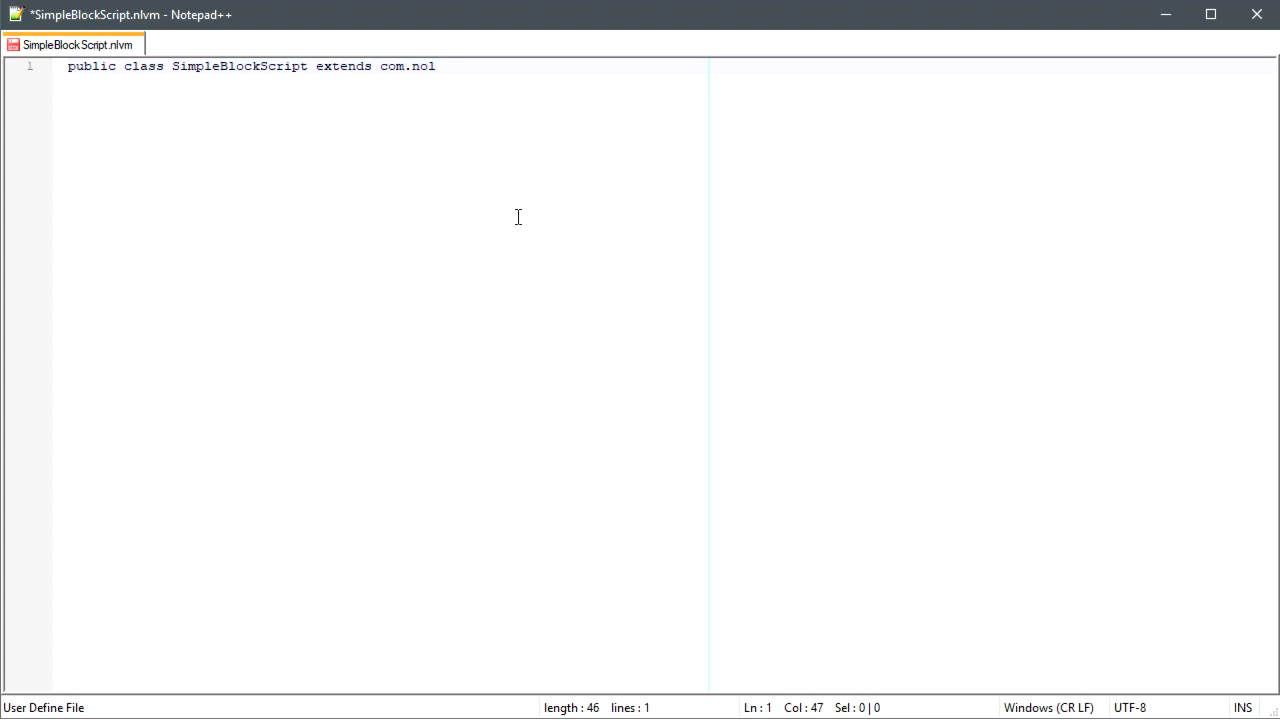 *SimpleBlockScript.nlvm - Notepad++
SimpleBlockScript.nlvm
1 public class SimpleBlockScript extends com.nol
User Define File length : 46 lines : 1 Ln : 1 Col : 47 Sel : 0 | 0 Windows (CR LF) UTF-8 INS